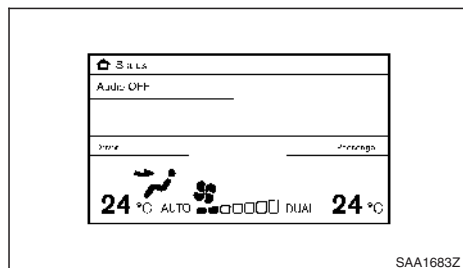 Status
Audio OFF
Driver Passenger
24 °C AUTO DUAL 24 °C
SAA1683Z